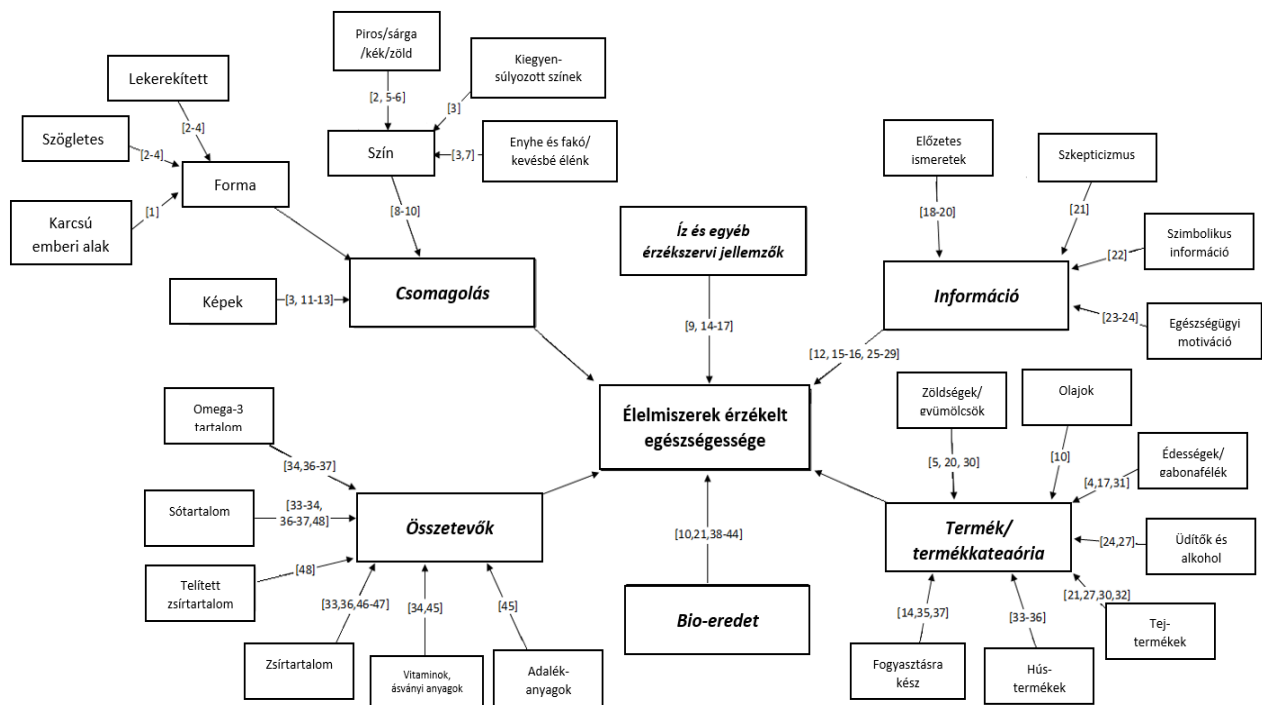 Piros/sárga
/kék/zöld
Kiegyen-
súlyozott színek
Lekerekített
[2, 5-6]
[3]
[2-4]
Szögletes
Szín
[3,7]
Enyhe és fakó/
kevésbé élénk
Előzetes
ismeretek
Szkepticizmus
[2-4]
Forma
[1]
Karcsú
emberi alak
[8-10]
[18-20]
[21]
Íz és egyéb
érzékszervi jellemzők
Szimbolikus
információ
[22]
Képek
[3, 11-13]
Csomagolás
Információ
[23-24]
Egészségügyi
motiváció
[9, 14-17]
[12, 15-16, 25-29]
Omega-3
tartalom
Élelmiszerek érzékelt
egészségessége
Zöldségek/
gyümölcsök
Olajok
[34,36-37]
[5, 20, 30]
[10]
Édességek/
gabonafélék
[4,17,31]
Sótartalom
[33-34,
36-37,48]
Összetevők
[10,21,38-44]
Termék/
termékkateaória
[24,27]
Üdítők és
alkohol
[48]
Telített
zsírtartalom
[33,36,46-47]
[34,45]
[45]
Bio-eredet
[14,35,37]
[33-36]
[21,27,30,32]
Tej-
termékek
Zsírtartalom
Vitaminok,
ásványi anyagok
Adalék-
anyagok
Fogyasztásra
kész
Hús-
termékek